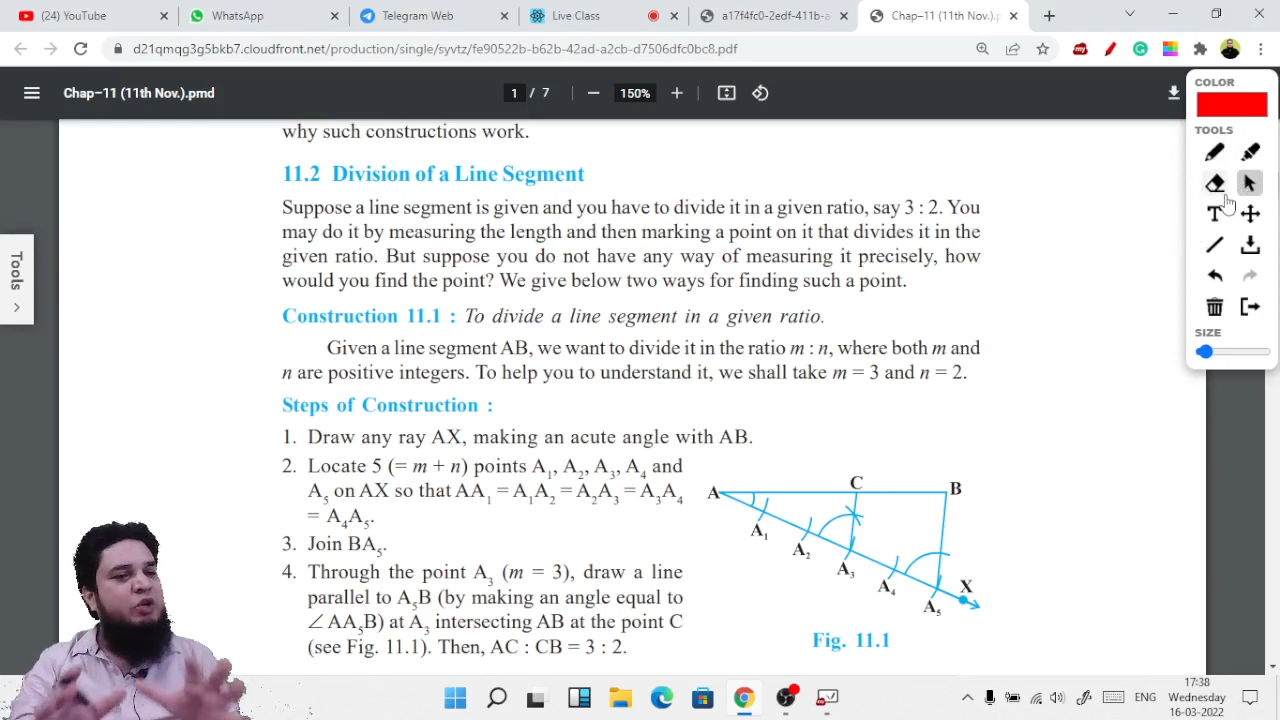 (24) YouTube
WhatsApp
Telegram Web
Live Class
a17f4fc0-2edf-411b-a
Chap–11 (11th Nov.).p
d21qmqg3g5bkb7.cloudfront.net/production/single/syvtz/fe90522b-b62b-42ad-a2cb-d7506dfc0bc8.pdf
Chap–11 (11th Nov.).pmd
1 / 7
150%
COLOR
TOOLS
SIZE
Tools
why such constructions work.
11.2 Division of a Line Segment
Suppose a line segment is given and you have to divide it in a given ratio, say 3 : 2. You
may do it by measuring the length and then marking a point on it that divides it in the
given ratio. But suppose you do not have any way of measuring it precisely, how
would you find the point? We give below two ways for finding such a point.
Construction 11.1 : To divide a line segment in a given ratio.
Given a line segment AB, we want to divide it in the ratio m : n, where both m and
n are positive integers. To help you to understand it, we shall take m = 3 and n = 2.
Steps of Construction :
1. Draw any ray AX, making an acute angle with AB.
2. Locate 5 (= m + n) points A₁, A₂, A₃, A₄ and
A₅ on AX so that AA₁ = A₁A₂ = A₂A₃ = A₃A₄
= A₄A₅.
3. Join BA₅.
4. Through the point A₃ (m = 3), draw a line
parallel to A₅B (by making an angle equal to
∠ AA₅B) at A₃ intersecting AB at the point C
(see Fig. 11.1). Then, AC : CB = 3 : 2.
A
C
B
A₁
A₂
A₃
A₄
A₅
X
Fig. 11.1
ENG
17:38
Wednesday
16-03-2022